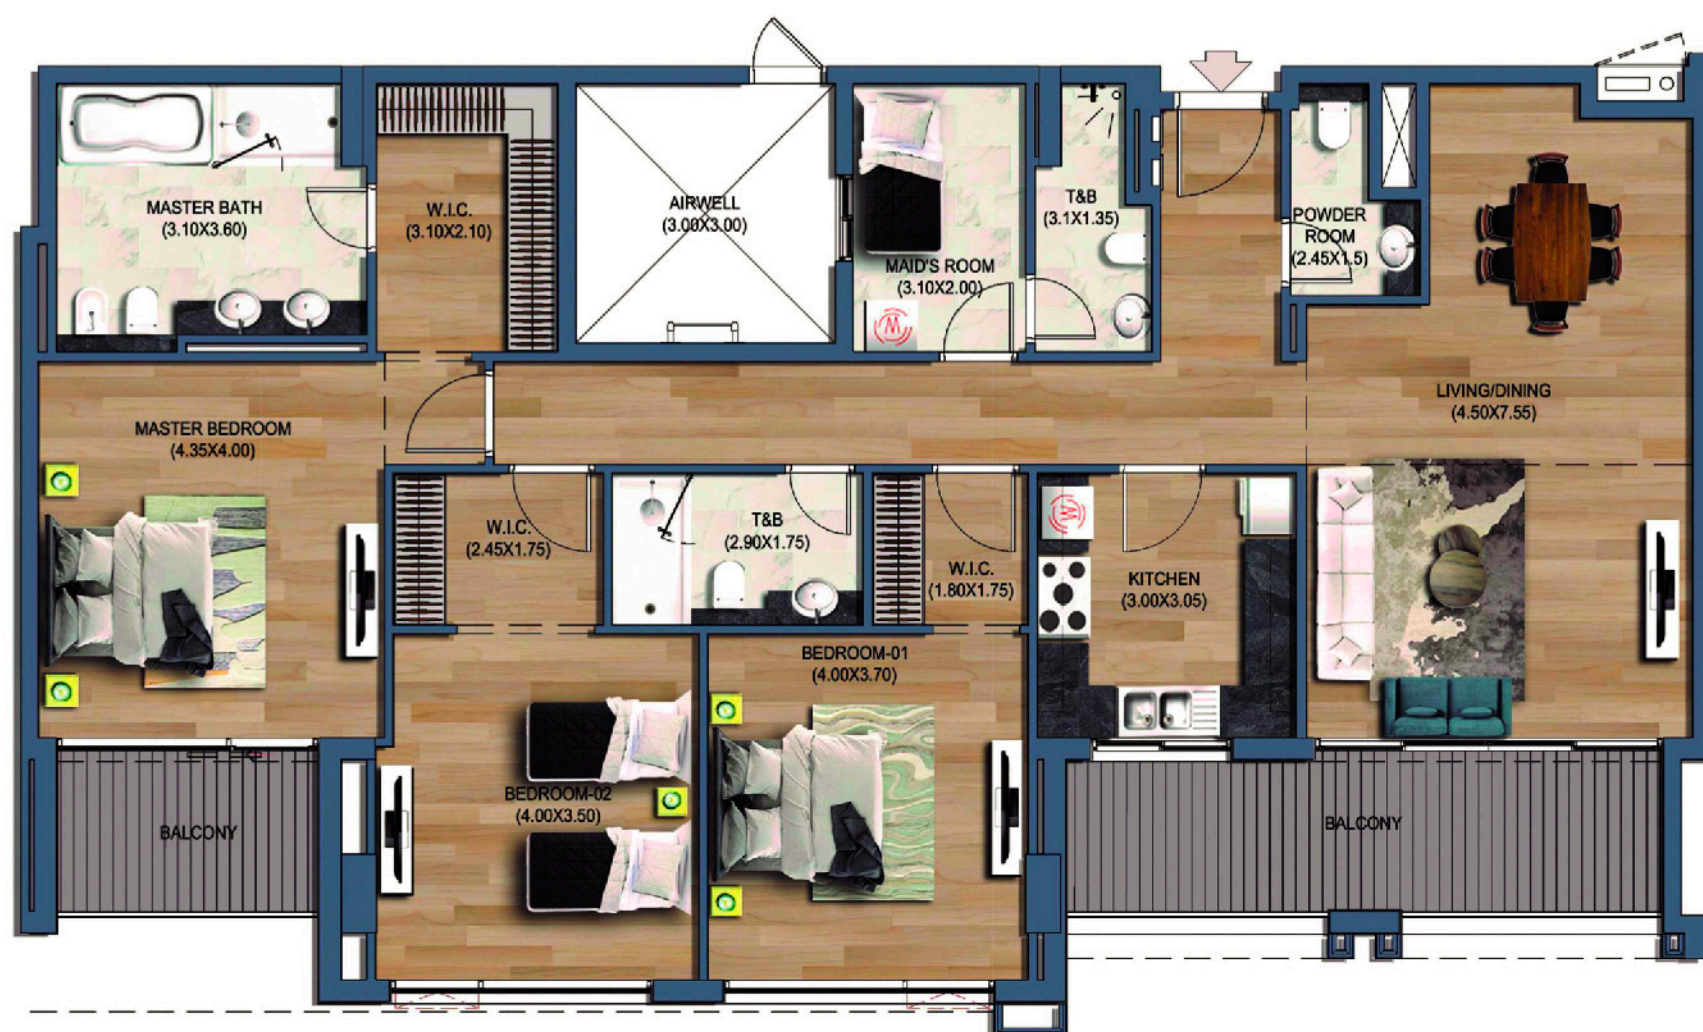 MASTER BATH
(3.10X3.60)
W.I.C.
(3.10X2.10)
AIRWELL
(3.00X3.00)
MAID'S ROOM
(3.10X2.00)
W
T&B
(3.1X1.35)
POWDER
ROOM
(2.45X1.5)
LIVING/DINING
(4.50X7.55)
MASTER BEDROOM
(4.35X4.00)
W.I.C.
(2.45X1.75)
T&B
(2.90X1.75)
W.I.C.
(1.80X1.75)
W
KITCHEN
(3.00X3.05)
BEDROOM-01
(4.00X3.70)
BEDROOM-02
(4.00X3.50)
BALCONY
BALCONY